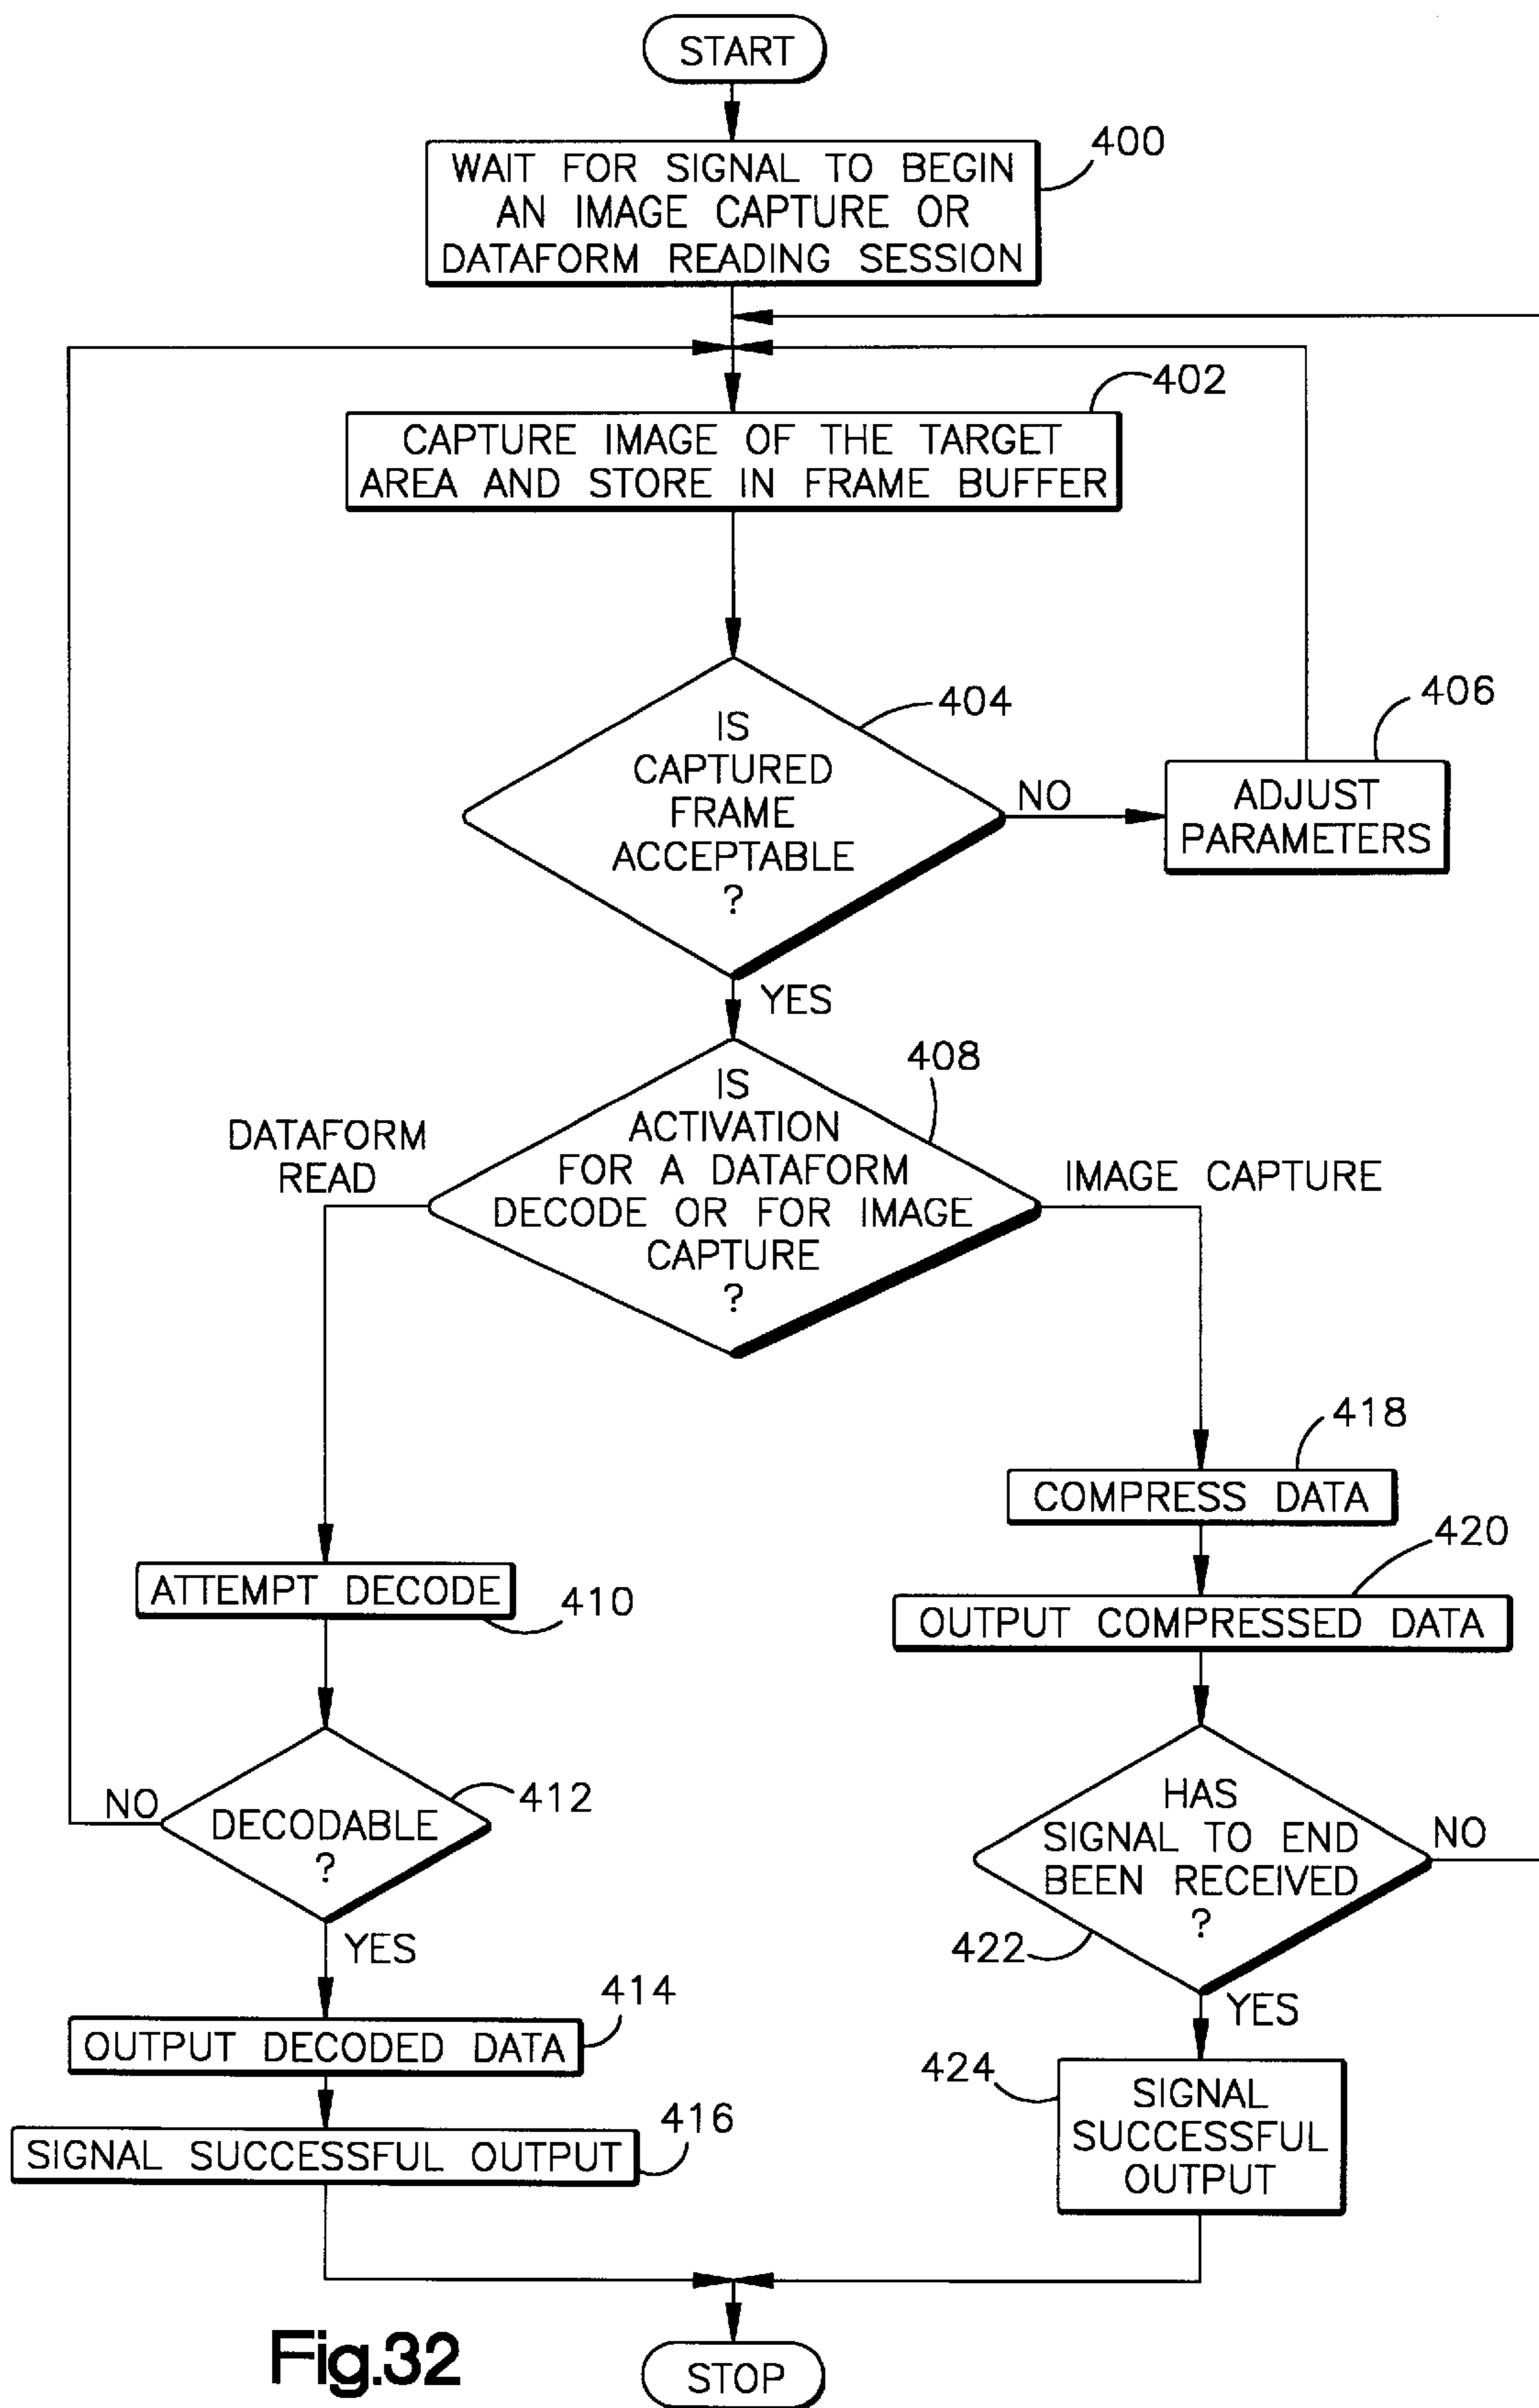 START
WAIT FOR SIGNAL TO BEGIN
AN IMAGE CAPTURE OR
DATAFORM READING SESSION
400
402
CAPTURE IMAGE OF THE TARGET
AREA AND STORE IN FRAME BUFFER
404
IS
CAPTURED
FRAME
ACCEPTABLE
?
NO
406
ADJUST
PARAMETERS
YES
408
IS
ACTIVATION
FOR A DATAFORM
DECODE OR FOR IMAGE
CAPTURE
?
DATAFORM
READ
IMAGE CAPTURE
418
COMPRESS DATA
420
OUTPUT COMPRESSED DATA
ATTEMPT DECODE
410
412
DECODABLE
?
NO
YES
HAS
SIGNAL TO END
BEEN RECEIVED
?
NO
422
YES
414
OUTPUT DECODED DATA
416
SIGNAL SUCCESSFUL OUTPUT
424
SIGNAL
SUCCESSFUL
OUTPUT
Fig.32
STOP